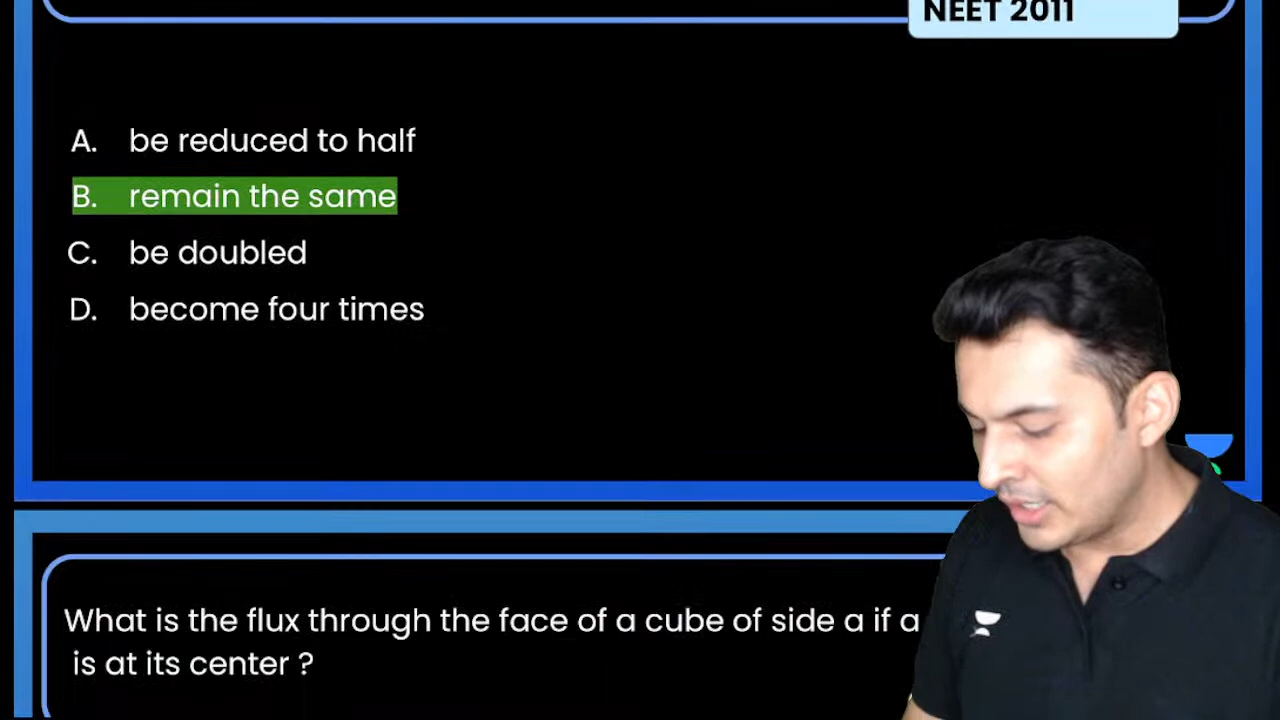 NEET 2011
A. be reduced to half
B. remain the same
C. be doubled
D. become four times
What is the flux through the face of a cube of side a if a
is at its center ?